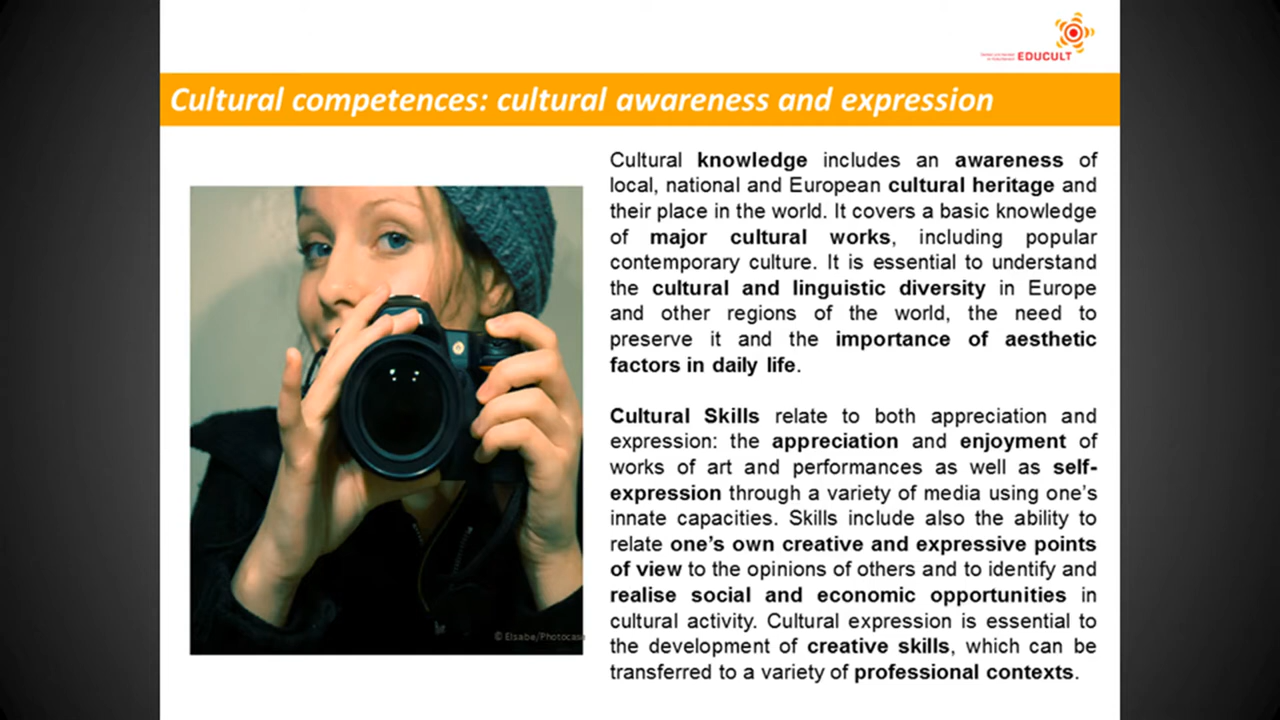 EDUCULT
Cultural competences: cultural awareness and expression
Cultural knowledge includes an awareness of
local, national and European cultural heritage and
their place in the world. It covers a basic knowledge
of major cultural works, including popular
contemporary culture. It is essential to understand
the cultural and linguistic diversity in Europe
and other regions of the world, the need to
preserve it and the importance of aesthetic
factors in daily life.
Cultural Skills relate to both appreciation and
expression: the appreciation and enjoyment of
works of art and performances as well as self-
expression through a variety of media using one's
innate capacities. Skills include also the ability to
relate one's own creative and expressive points
of view to the opinions of others and to identify and
realise social and economic opportunities in
cultural activity. Cultural expression is essential to
the development of creative skills, which can be
transferred to a variety of professional contexts.
© Elsabe/Photocase